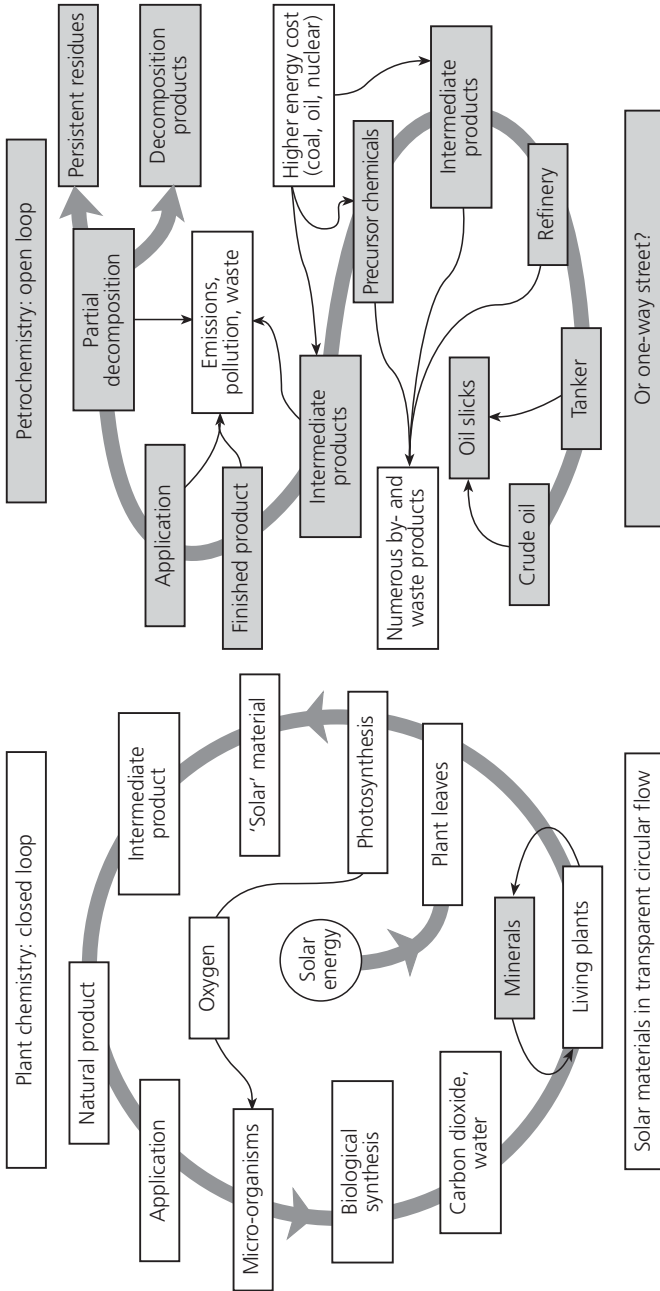 Plant chemistry: closed loop
Natural product
Intermediate
product
Application
'Solar' material
Oxygen
Micro-organisms
Photosynthesis
Solar
energy
Biological
synthesis
Plant leaves
Carbon dioxide,
water
Minerals
Living plants
Solar materials in transparent circular flow
Petrochemistry: open loop
Partial
decomposition
Persistent residues
Decomposition
products
Application
Emissions,
pollution, waste
Finished product
Higher energy cost
(coal, oil, nuclear)
Intermediate
products
Precursor chemicals
Numerous by- and
waste products
Intermediate
products
Oil slicks
Refinery
Crude oil
Tanker
Or one-way street?